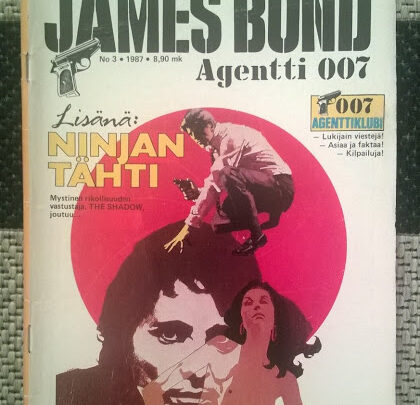 JAMES BOND
No 3 • 1987 • 8,90 mk
Agentti 007
Lisänä:
NINJAN
TÄHTI
Mystinen rikollisuuden
vastustaja, THE SHADOW,
joutuu...
007
AGENTTIKLUBI
— Lukijain viestejä!
— Asiaa ja faktaa!
— Kilpailuja!